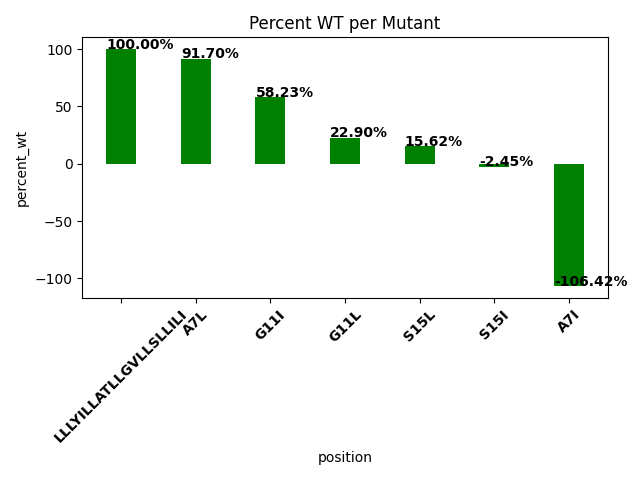 Percent WT per Mutant
percent_wt
100
50
0
−50
−100
100.00%
91.70%
58.23%
22.90%
15.62%
-2.45%
-106.42%
LLLYILLATLLGVLLSLLILI
A7L
G11I
G11L
S15L
S15I
A7I
position